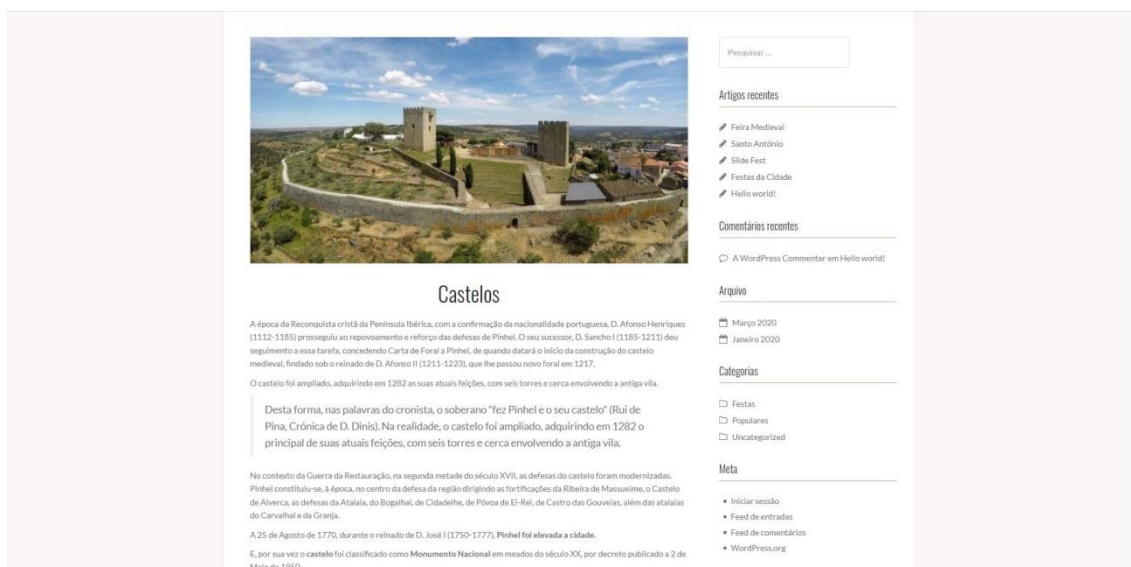 Castelos
A época da Reconquista cristã da Península Ibérica, com a confirmação da nacionalidade portuguesa, D. Afonso Henriques
(1112-1185) prosseguiu ao repovoamento e reforço das defesas de Pinhel. O seu sucessor, D. Sancho I (1185-1211) deu
seguimento a essa tarefa, concedendo Carta de Foral a Pinhel, de quando datará o início da construção do castelo
medieval, findado sob o reinado de D. Afonso II (1211-1223), que lhe passou novo foral em 1217.
O castelo foi ampliado, adquirindo em 1282 as suas atuais feições, com seis torres e cerca envolvendo a antiga vila.
Desta forma, nas palavras do cronista, o soberano "fez Pinhel e o seu castelo" (Rui de
Pina, Crónica de D. Dinis). Na realidade, o castelo foi ampliado, adquirindo em 1282 o
principal de suas atuais feições, com seis torres e cerca envolvendo a antiga vila.
No contexto da Guerra da Restauração, na segunda metade do século XVII, as defesas do castelo foram modernizadas.
Pinhel constituiu-se, à época, no centro da defesa da região dirigindo as fortificações da Ribeira de Massueime, o Castelo
de Alverca, as defesas da Atalaia, do Bogalhal, de Cidadelhe, de Póvoa de El-Rei, de Castro das Gouveias, além das atalaias
do Carvalhal e da Granja.
A 25 de Agosto de 1770, durante o reinado de D. José I (1750-1777), Pinhel foi elevada a cidade.
E, por sua vez o castelo foi classificado como Monumento Nacional em meados do século XX, por decreto publicado a 2 de
Maio de 1950.
Pesquisar ...
Artigos recentes
Feira Medieval
Santo António
Slide Fest
Festas da Cidade
Hello world!
Comentários recentes
A WordPress Commenter em Hello world!
Arquivo
Março 2020
Janeiro 2020
Categorias
Festas
Populares
Uncategorized
Meta
Iniciar sessão
Feed de entradas
Feed de comentários
WordPress.org